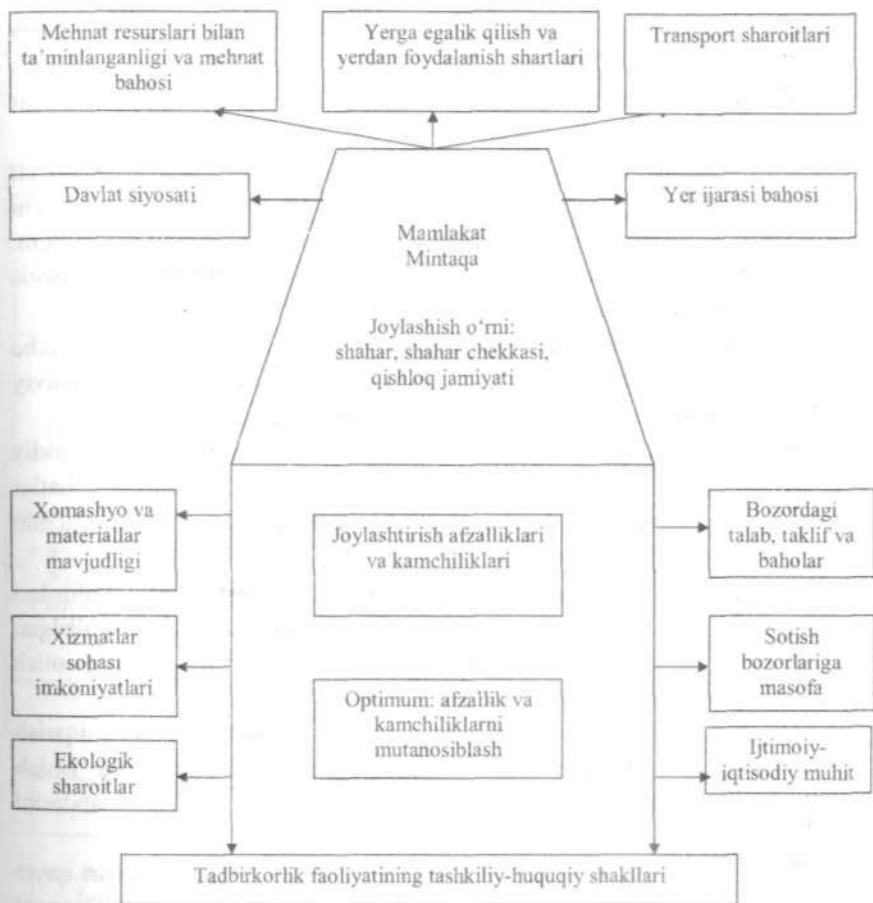 Mehnat resurslari bilan
ta’minlanganligi va mehnat
bahosi
Yerga egalik qilish va
yerdan foydalanish shartlari
Transport sharoitlari
Davlat siyosati
Yer ijarasi bahosi
Mamlakat
Mintaqa
Joylashish o‘rni:
shahar, shahar chekkasi,
qishloq jamiyati
Xomashyo va
materiallar
mavjudligi
Joylashtirish afzalliklari
va kamchiliklari
Bozordagi
talab, taklif va
baholar
Xizmatlar
sohasi
imkoniyatlari
Optimum: afzallik va
kamchiliklarni
mutanosiblash
Sotish
bozorlariga
masofa
Ekologik
sharoitlar
Ijtimoiy-
iqtisodiy muhit
Tadbirkorlik faoliyatining tashkiliy-huquqiy shakllari